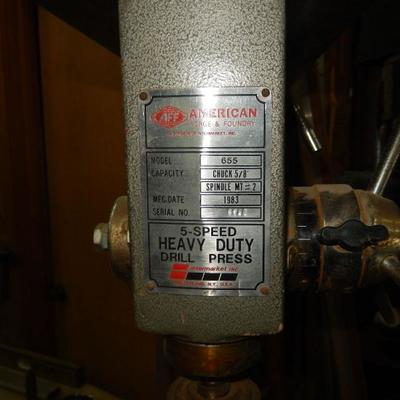 AFF AMERICAN
FORGE & FOUNDRY
MODEL 655
CAPACITY CHUCK 5/8"
SPINDLE MT=2
MFG.DATE 1983
SERIAL NO.
5-SPEED
HEAVY DUTY
DRILL PRESS
intermarket inc
N.Y., U.S.A.